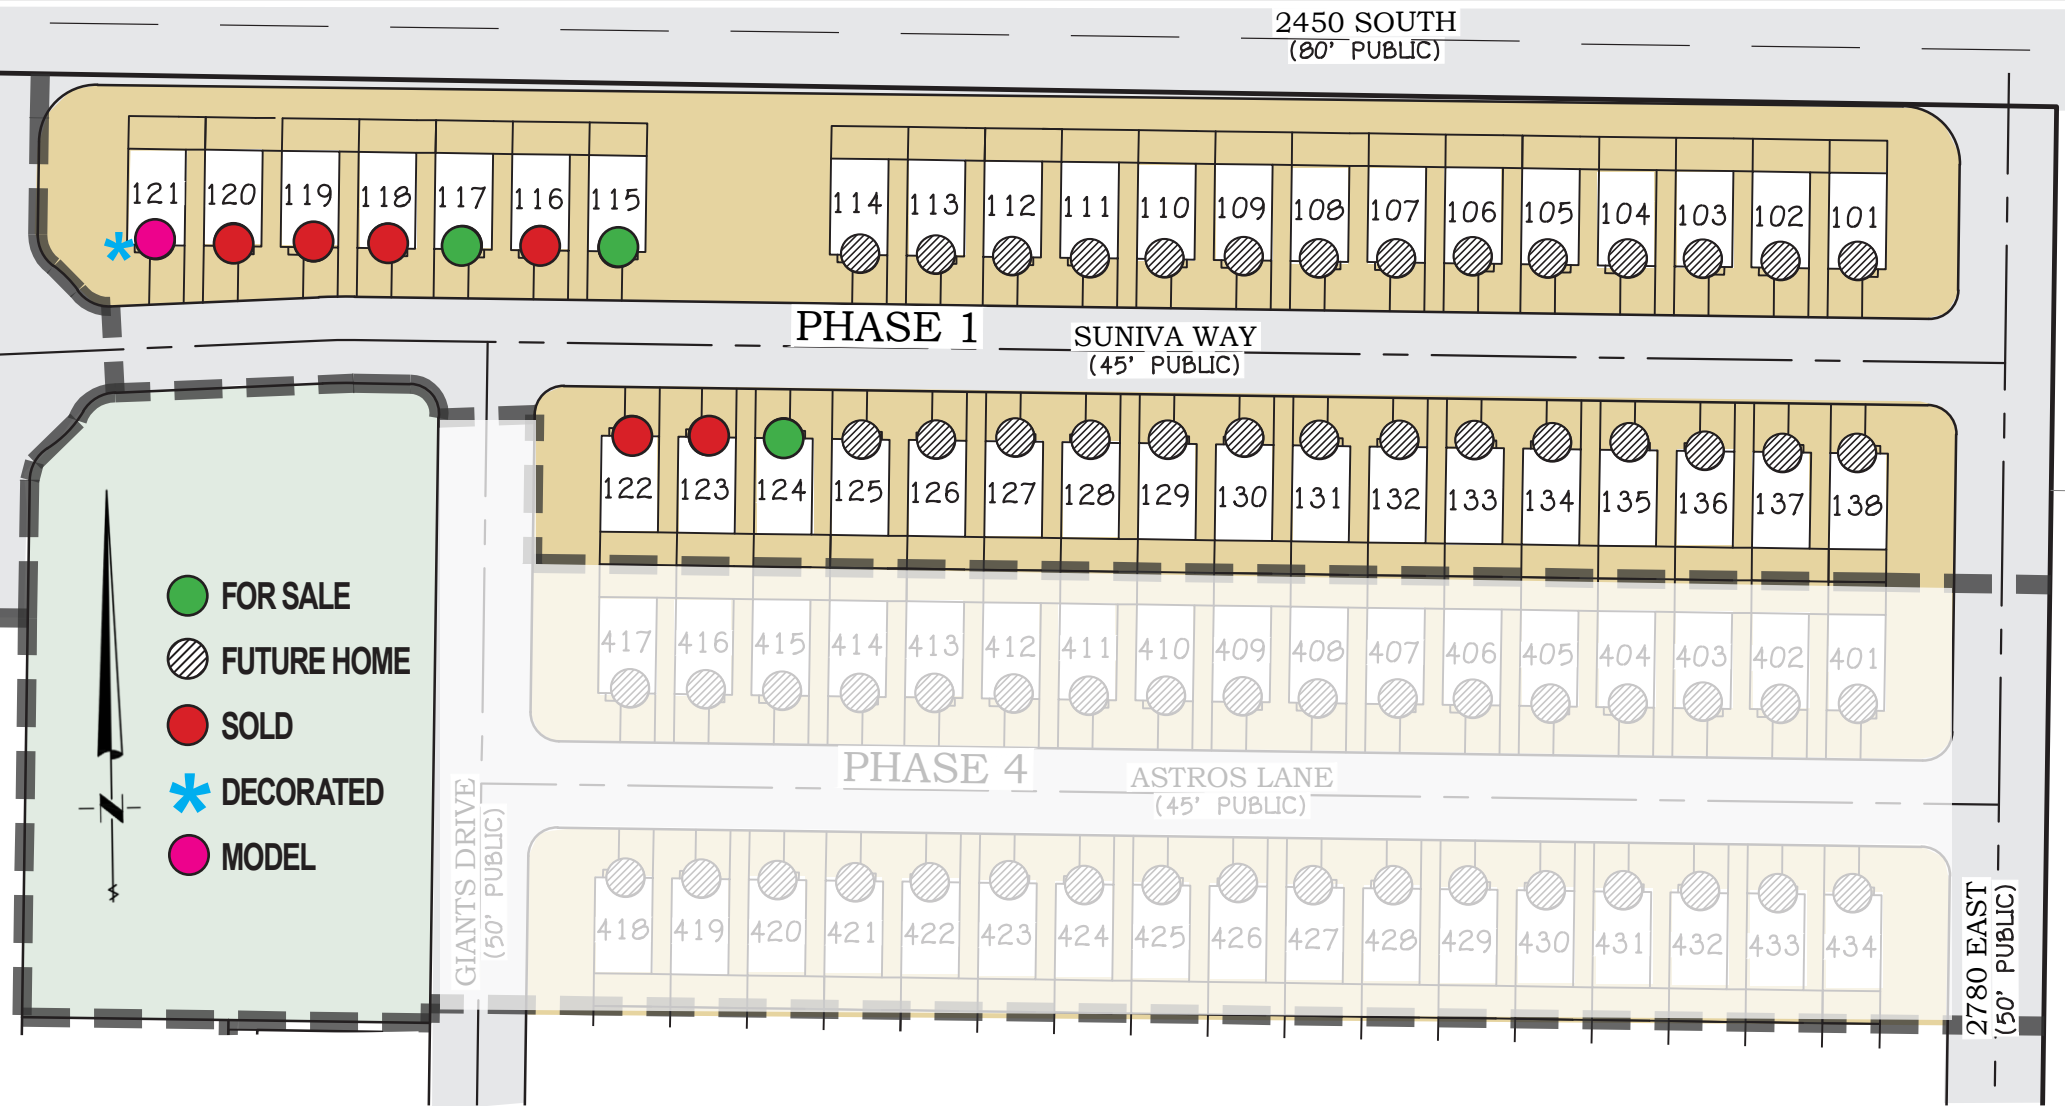 2450 SOUTH
(80' PUBLIC)
121 120 119 118 117 116 115 114 113 112 111 110 109 108 107 106 105 104 103 102 101
PHASE 1
SUNIVA WAY
(45' PUBLIC)
122 123 124 125 126 127 128 129 130 131 132 133 134 135 136 137 138
FOR SALE
FUTURE HOME
SOLD
* DECORATED
MODEL
N
417 416 415 414 413 412 411 410 409 408 407 406 405 404 403 402 401
PHASE 4
ASTROS LANE
(45' PUBLIC)
GIANTS DRIVE
(50' PUBLIC)
418 419 420 421 422 423 424 425 426 427 428 429 430 431 432 433 434
2780 EAST
(50' PUBLIC)